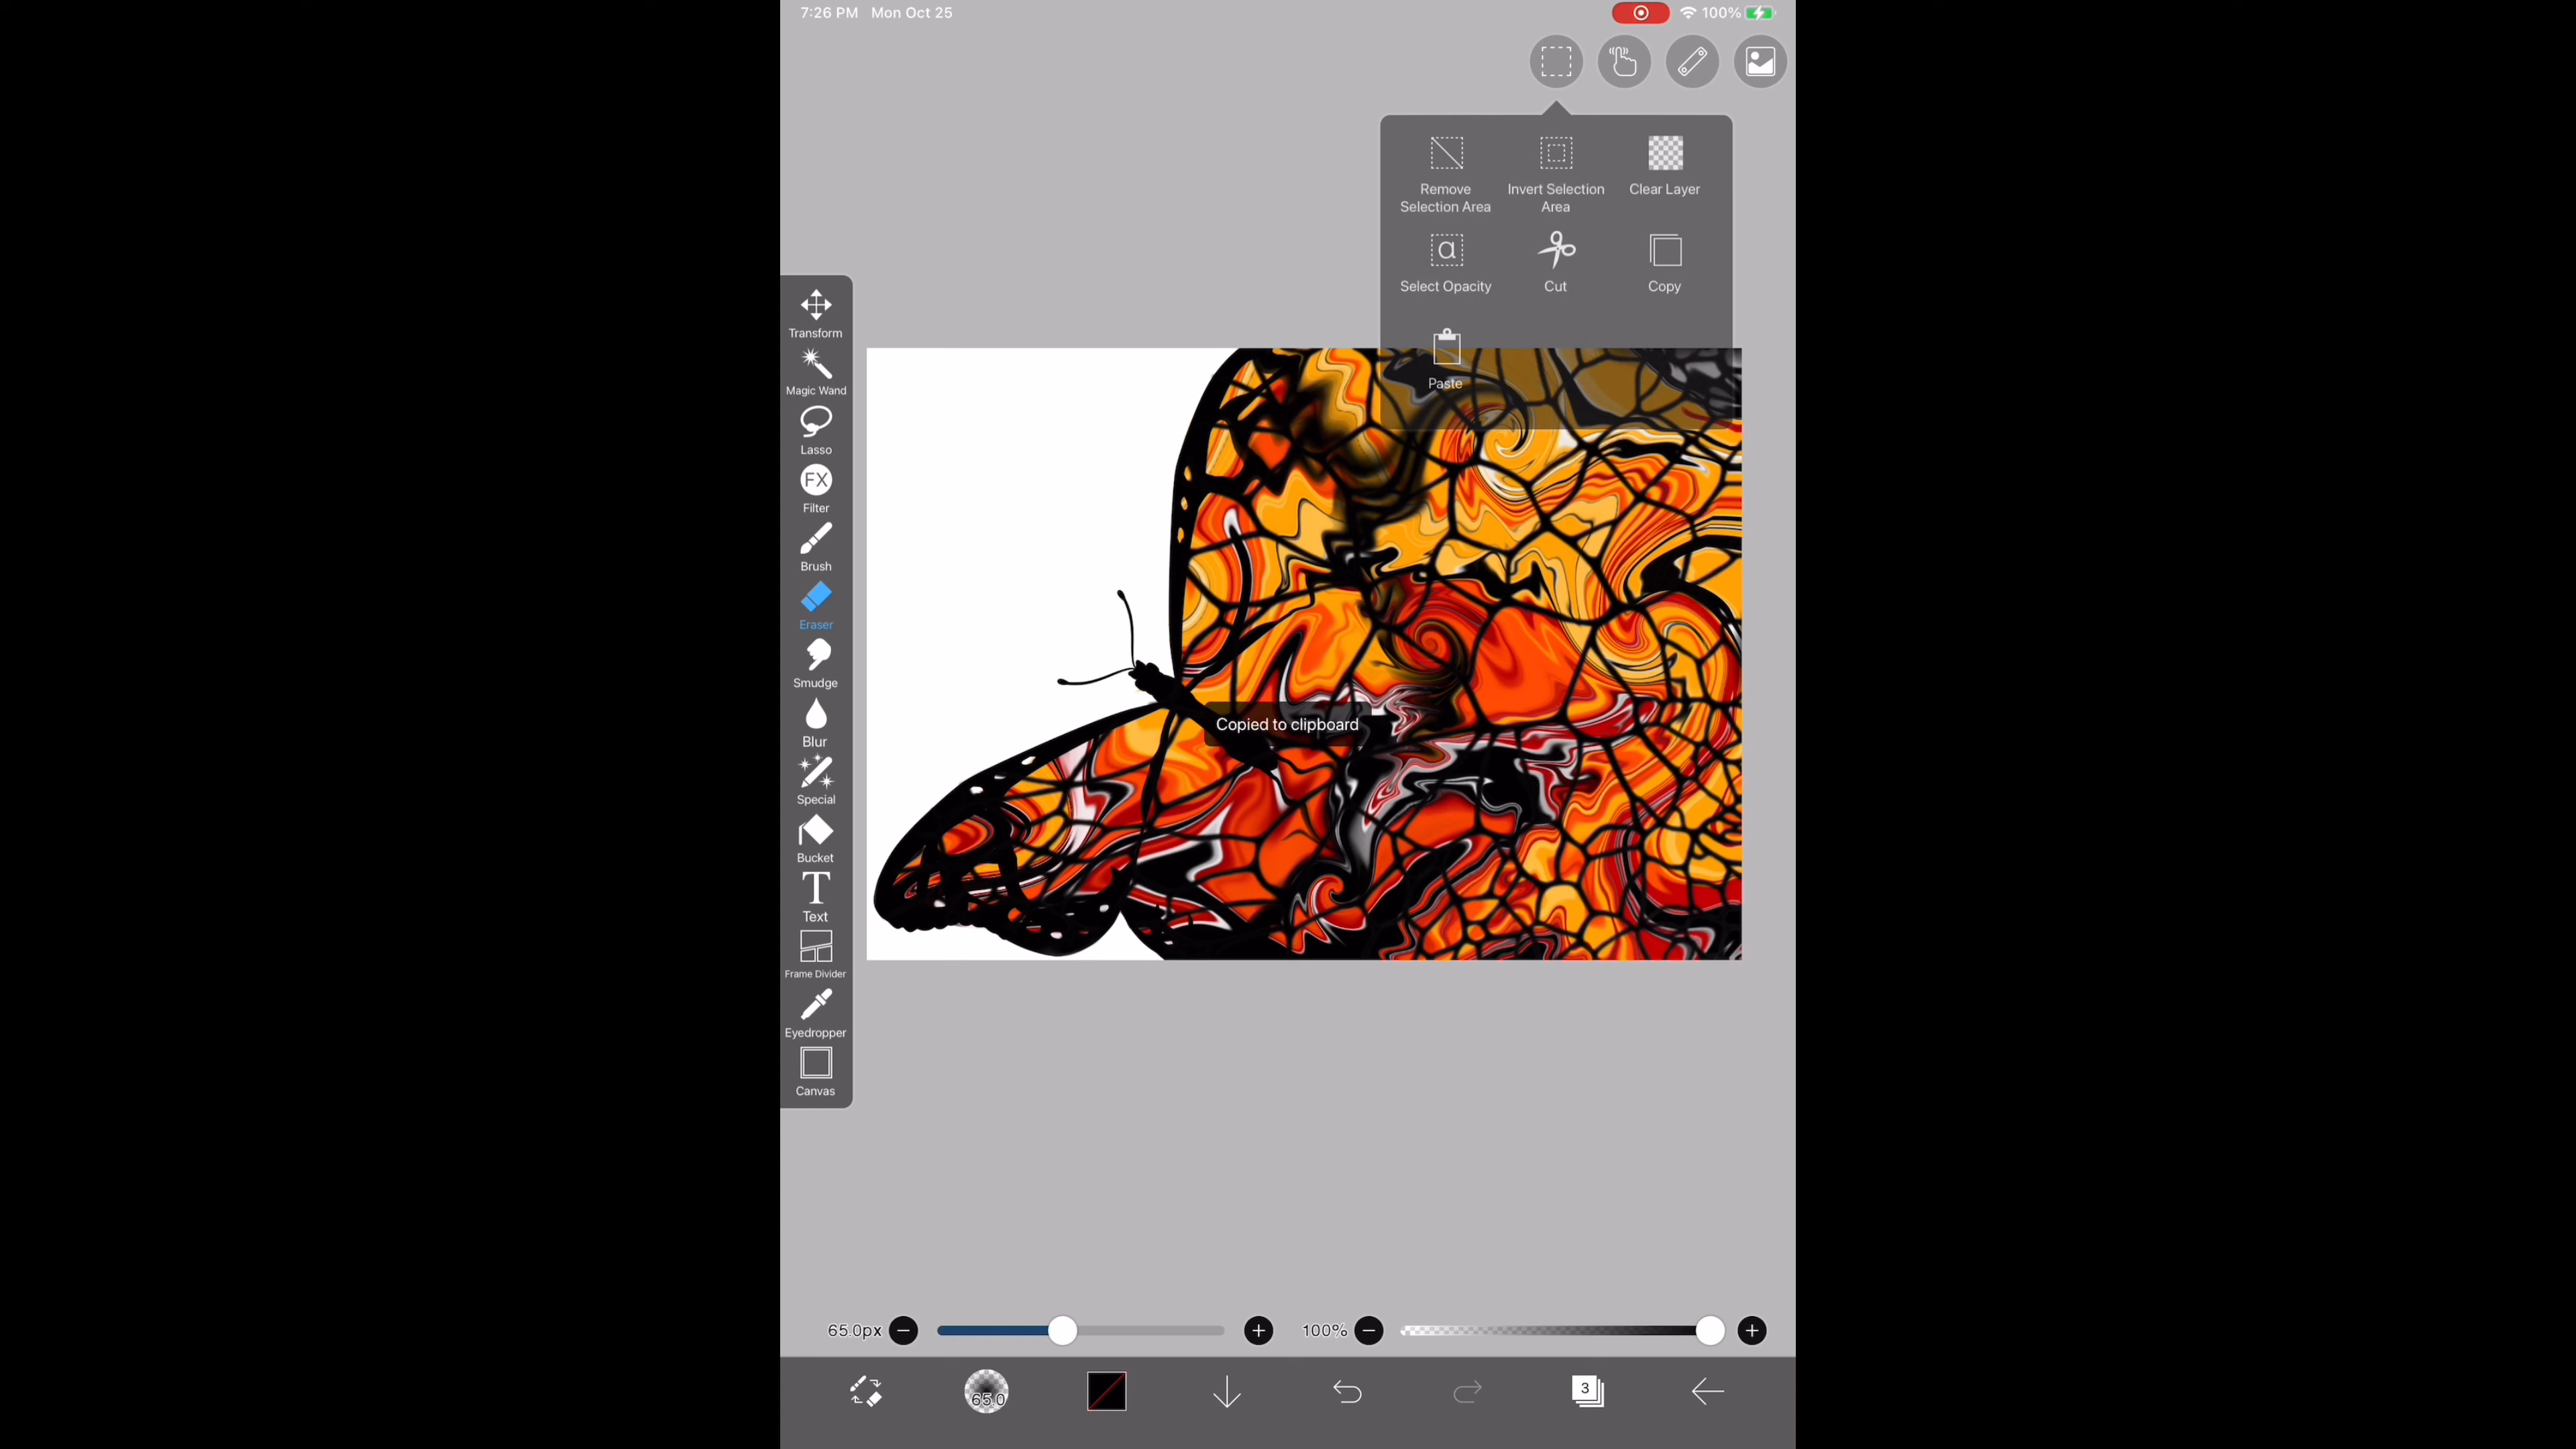 7:26 PM Mon Oct 25
100%
Remove
Selection Area
Invert Selection
Area
Clear Layer
Select Opacity
Cut
Copy
Paste
Transform
Magic Wand
Lasso
FX
Filter
Brush
Eraser
Smudge
Blur
Special
Bucket
T
Text
Frame Divider
Eyedropper
Canvas
Copied to clipboard
65.0px
100%
65.0
3